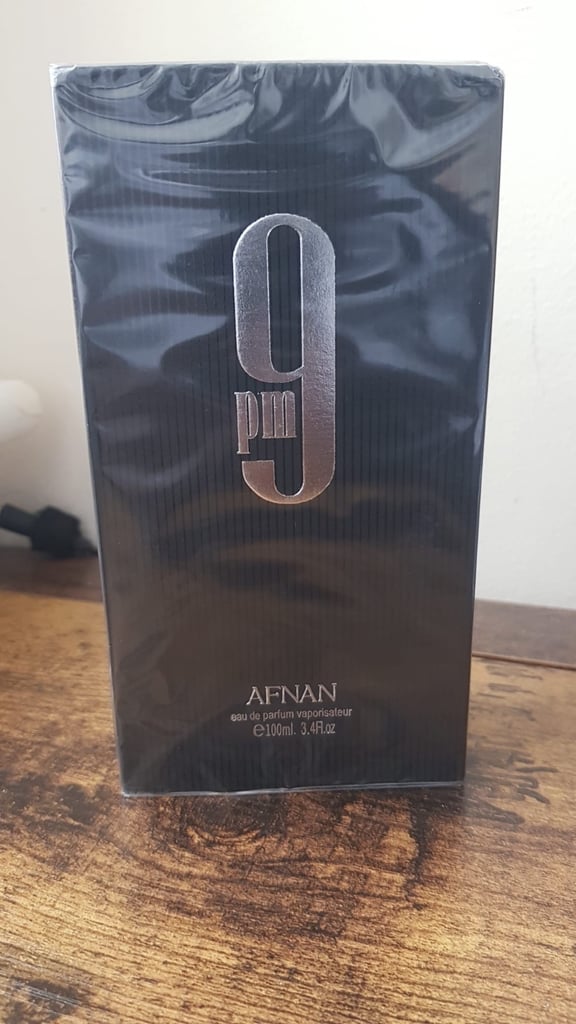 9
pm
AFNAN
eau de parfum vaporisateur
℮100ml. 3.4Fl.oz